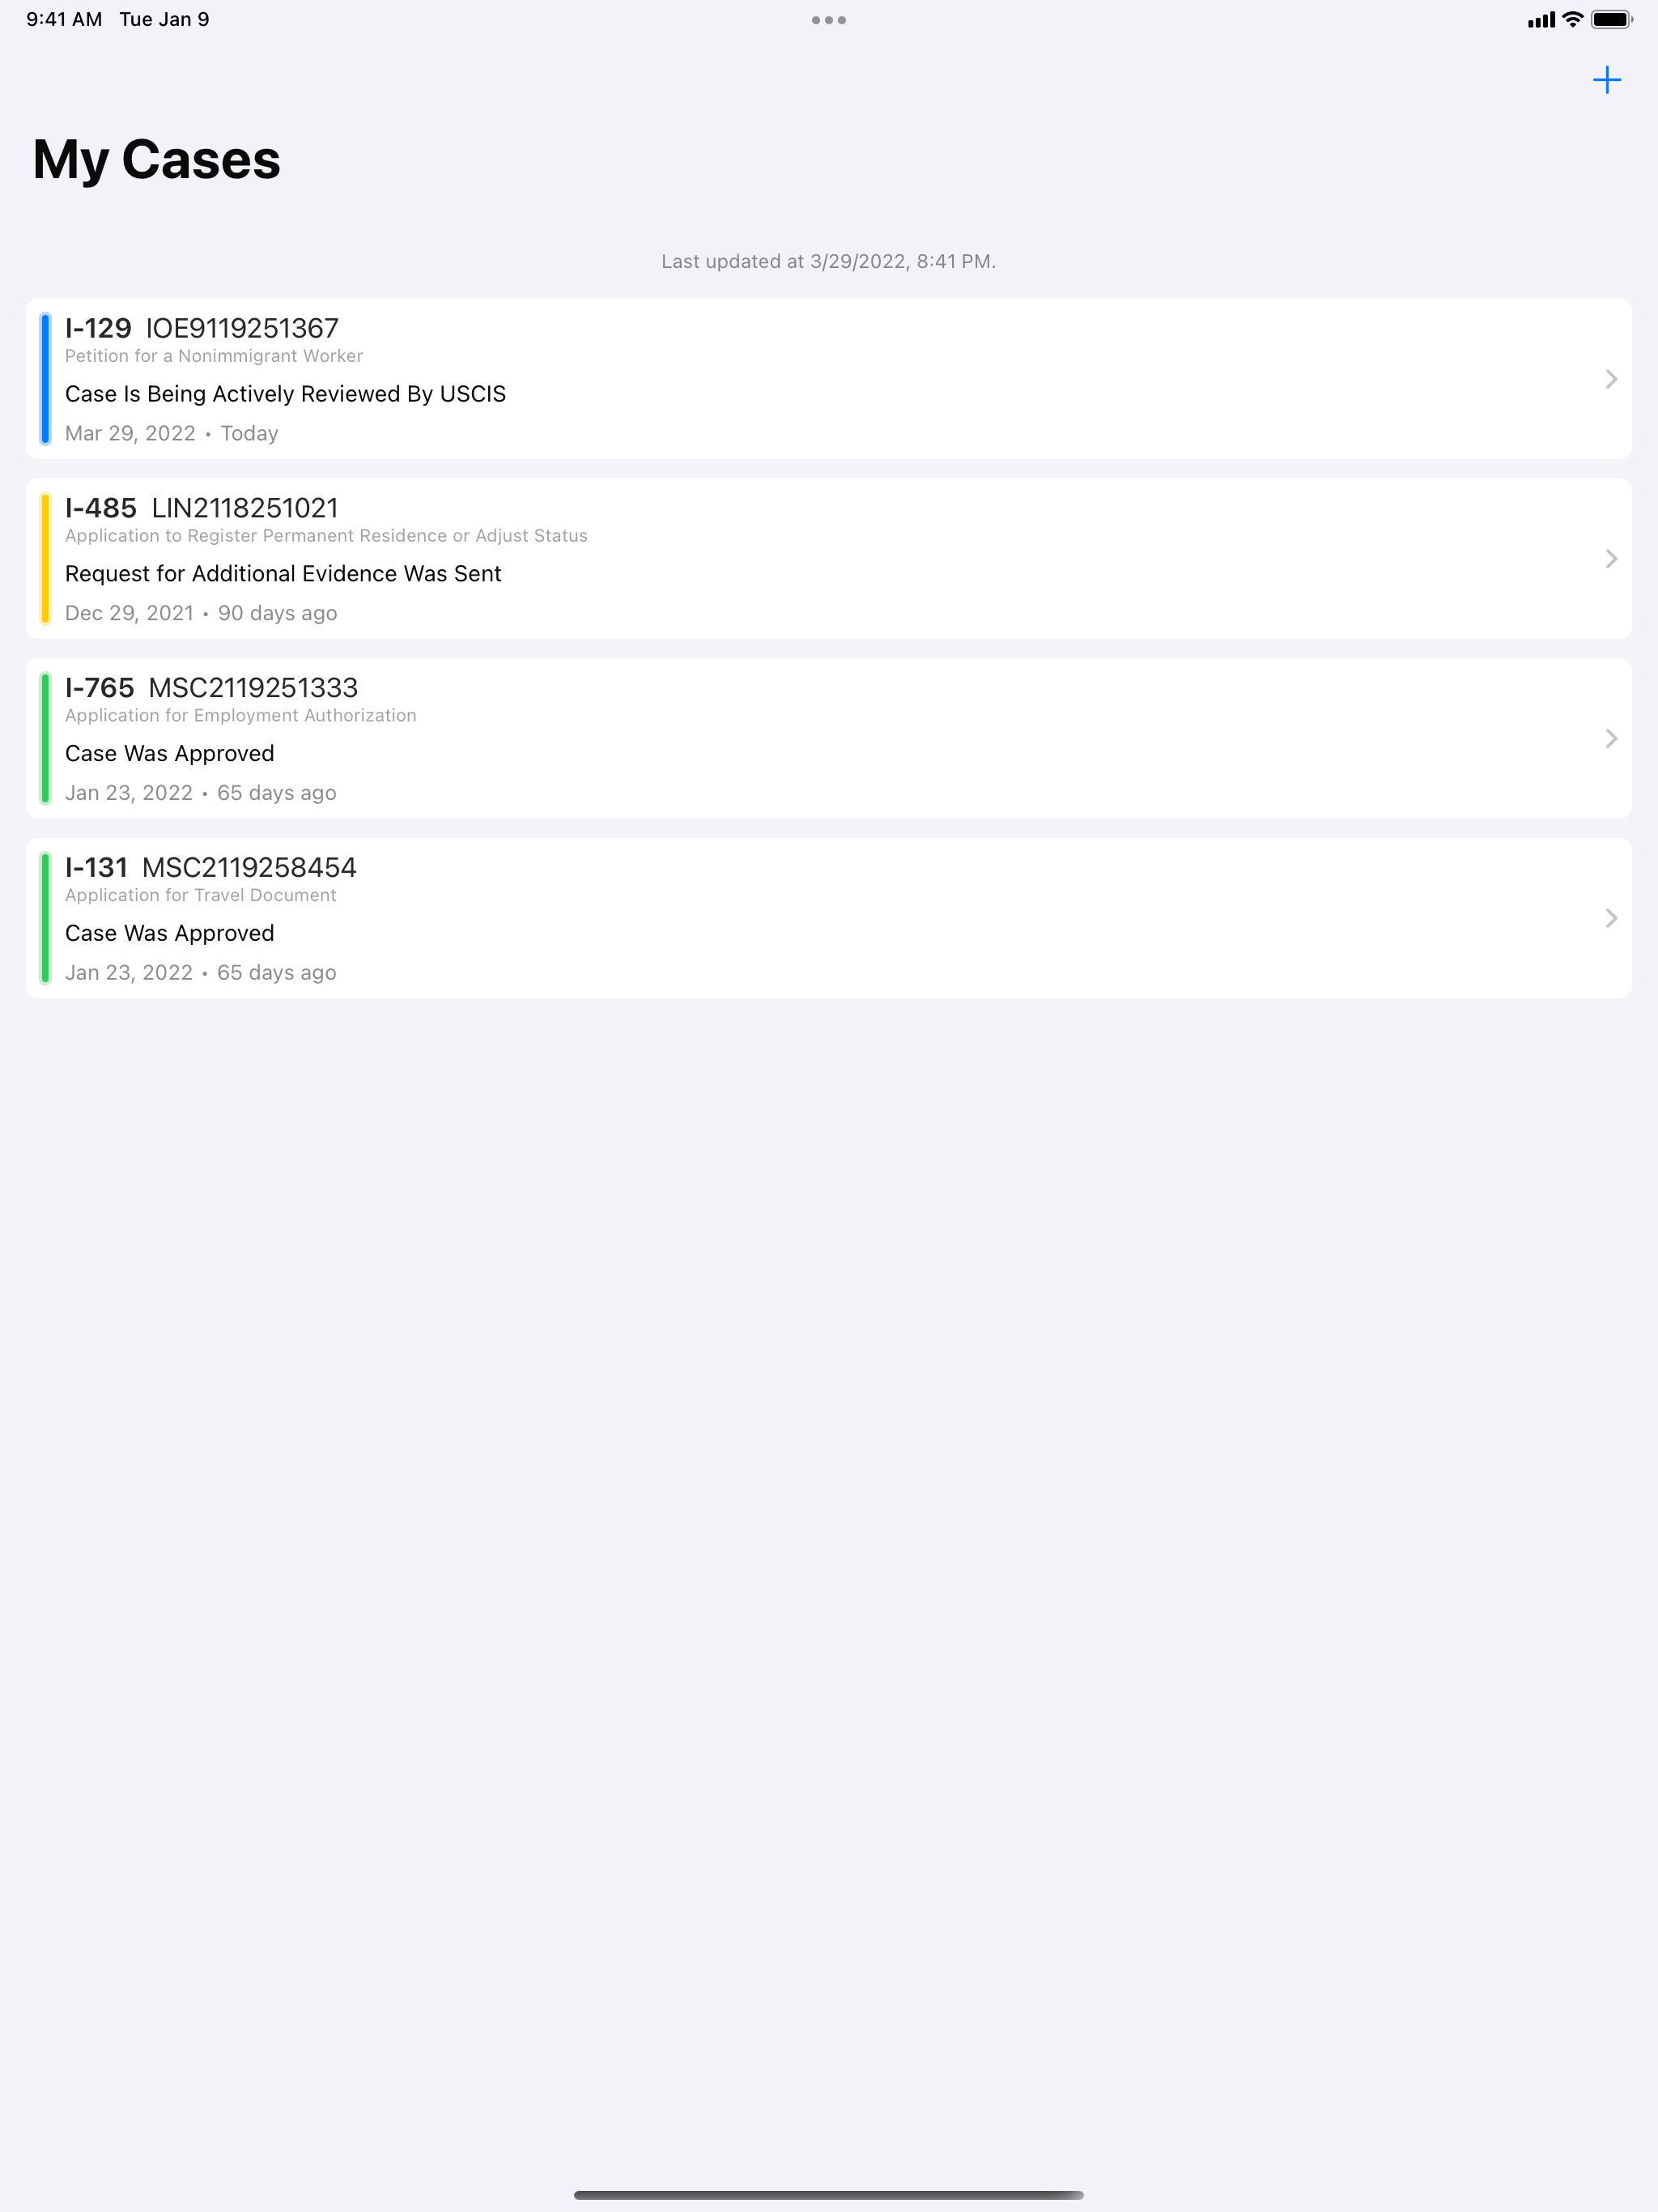 9:41 AM Tue Jan 9
My Cases
Last updated at 3/29/2022, 8:41 PM.
I-129 IOE9119251367
Petition for a Nonimmigrant Worker
Case Is Being Actively Reviewed By USCIS
Mar 29, 2022 • Today
I-485 LIN2118251021
Application to Register Permanent Residence or Adjust Status
Request for Additional Evidence Was Sent
Dec 29, 2021 • 90 days ago
I-765 MSC2119251333
Application for Employment Authorization
Case Was Approved
Jan 23, 2022 • 65 days ago
I-131 MSC2119258454
Application for Travel Document
Case Was Approved
Jan 23, 2022 • 65 days ago